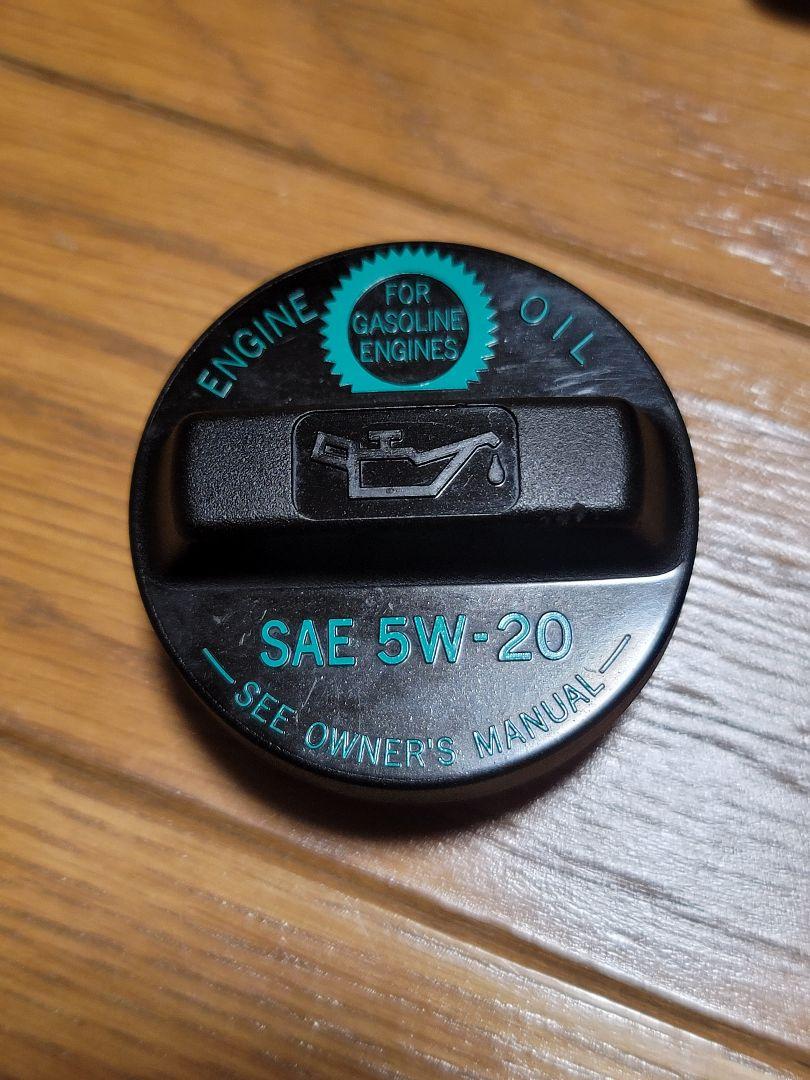 ENGINE OIL
FOR
GASOLINE
ENGINES
SAE 5W-20
—SEE OWNER'S MANUAL—